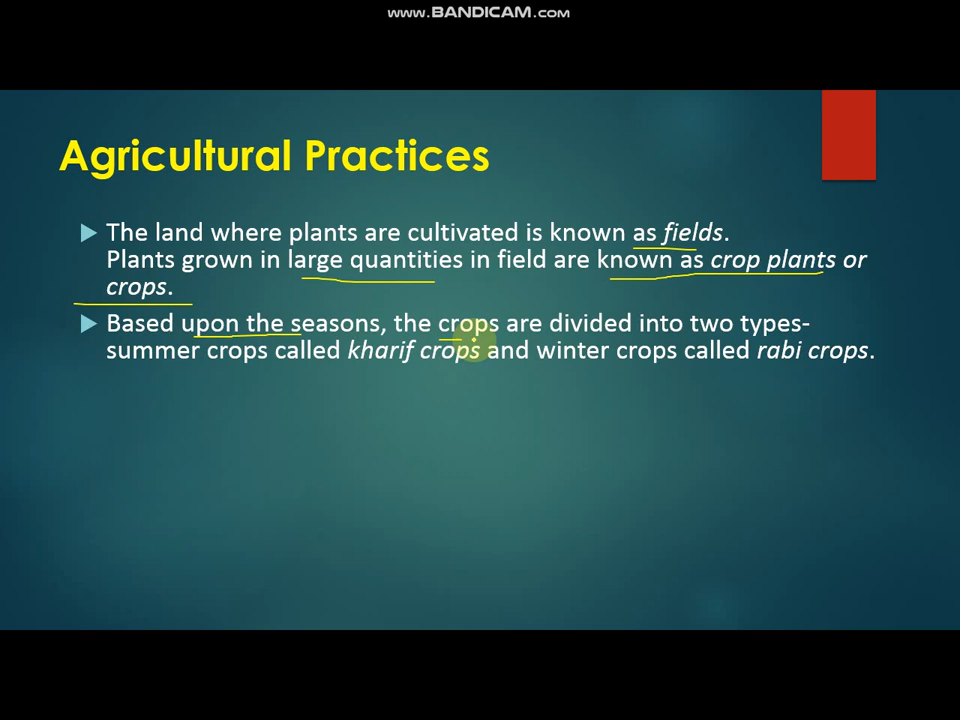 www.BANDICAM.com
Agricultural Practices
The land where plants are cultivated is known as fields.
Plants grown in large quantities in field are known as crop plants or
crops.
Based upon the seasons, the crops are divided into two types-
summer crops called kharif crops and winter crops called rabi crops.